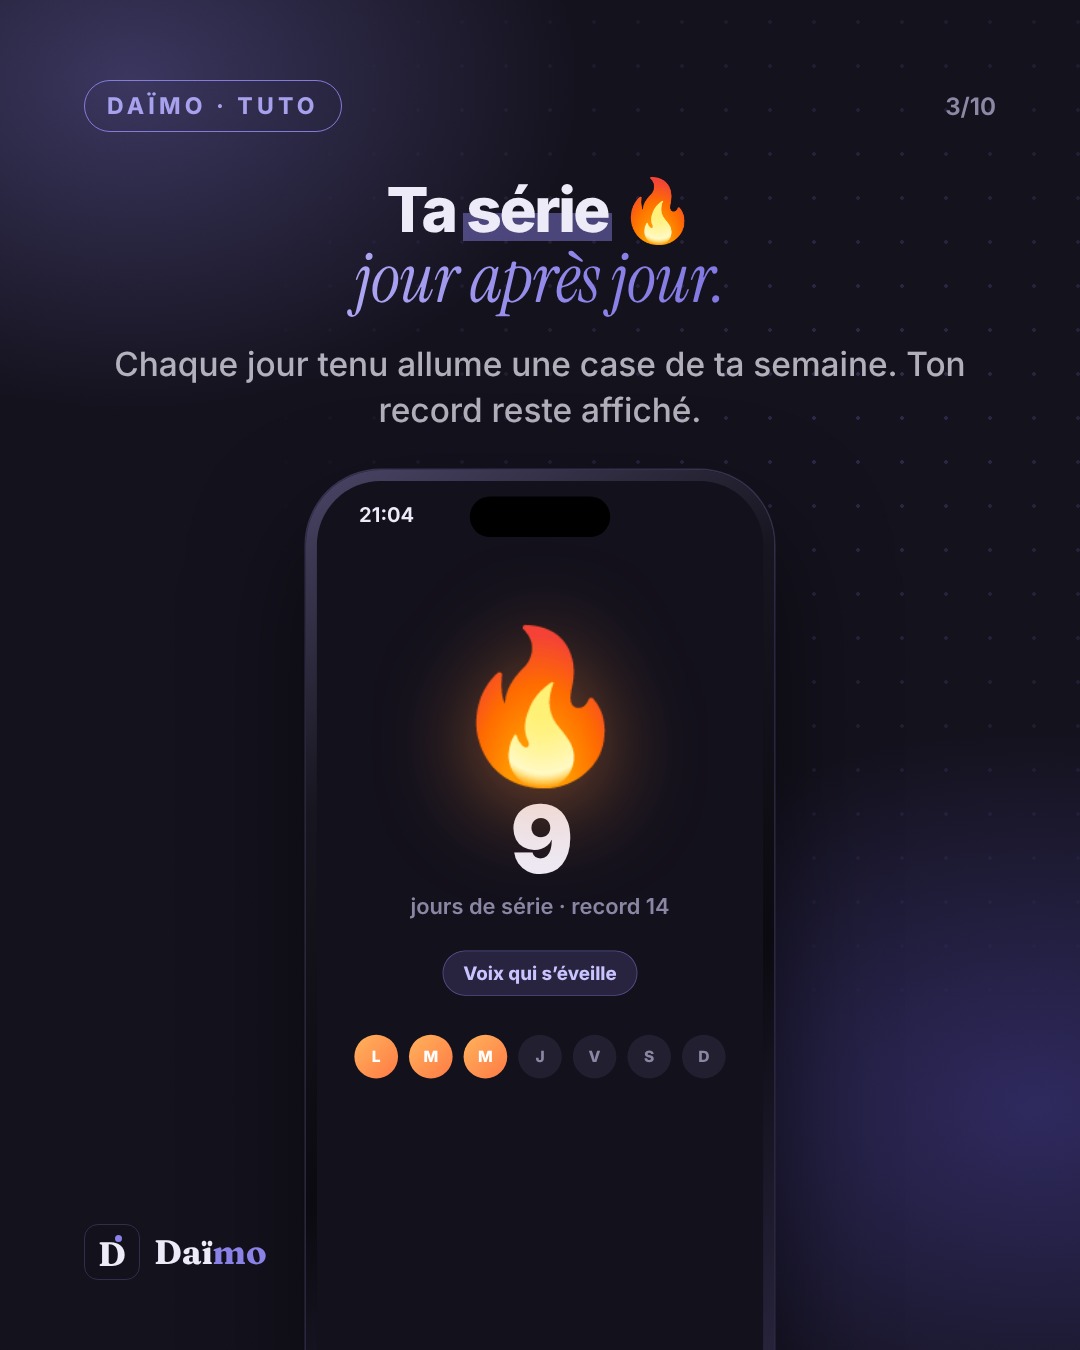 DAÏMO · TUTO
3/10
Ta série 🔥
jour après jour.
Chaque jour tenu allume une case de ta semaine. Ton
record reste affiché.
21:04
9
jours de série · record 14
Voix qui s’éveille
L M M J V S D
D Daïmo